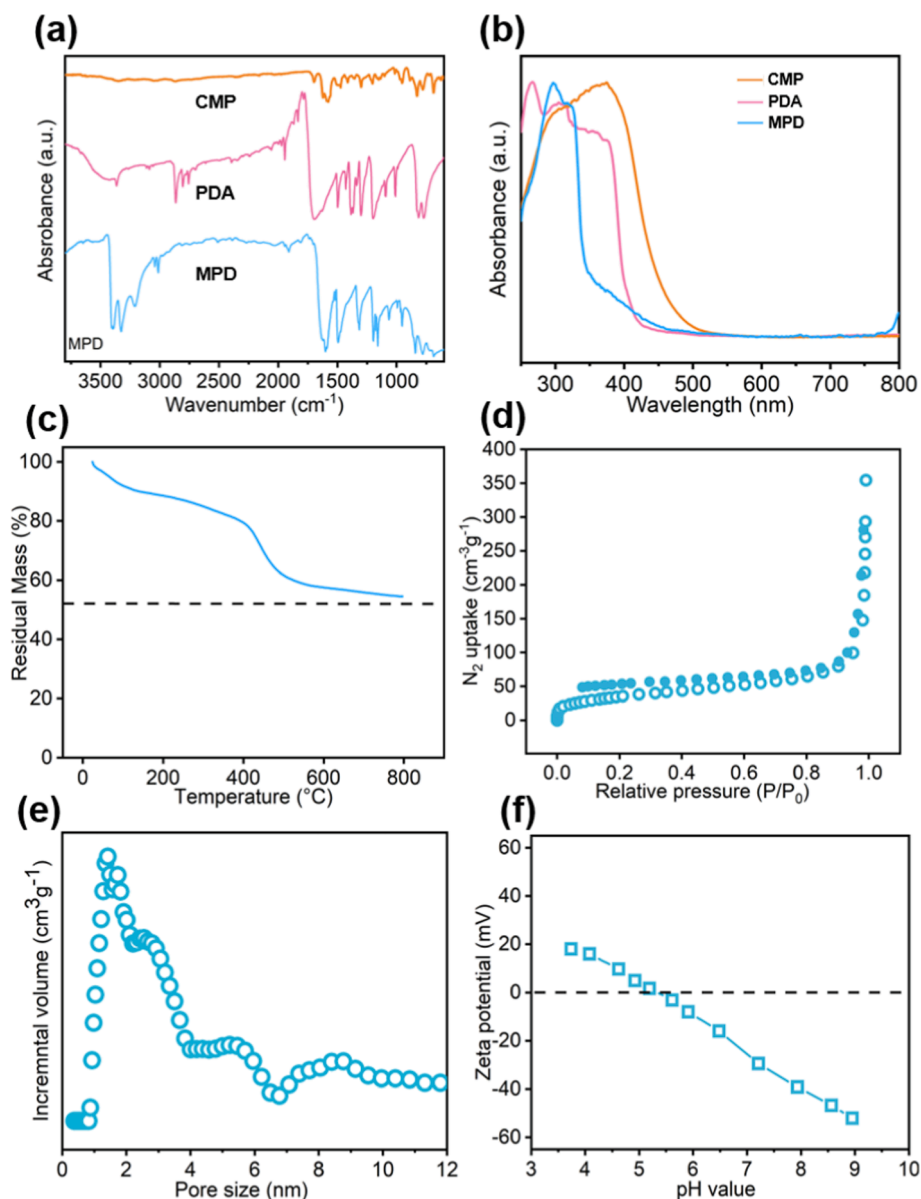 (a)
CMP
PDA
MPD
MPD
Absrobance (a.u.)
3500 3000 2500 2000 1500 1000
Wavenumber (cm-1)
(b)
CMP
PDA
MPD
Absorbance (a.u.)
300 400 500 600 700 800
Wavelength (nm)
(c)
100
80
60
40
20
0
Residual Mass (%)
0 200 400 600 800
Temperature (°C)
(d)
400
350
300
250
200
150
100
50
0
N2 uptake (cm-3g-1)
0.0 0.2 0.4 0.6 0.8 1.0
Relative pressure (P/P0)
(e)
Incremntal volume (cm3g-1)
0 2 4 6 8 10 12
Pore size (nm)
(f)
60
40
20
0
-20
-40
-60
Zeta potential (mV)
3 4 5 6 7 8 9 10
pH value